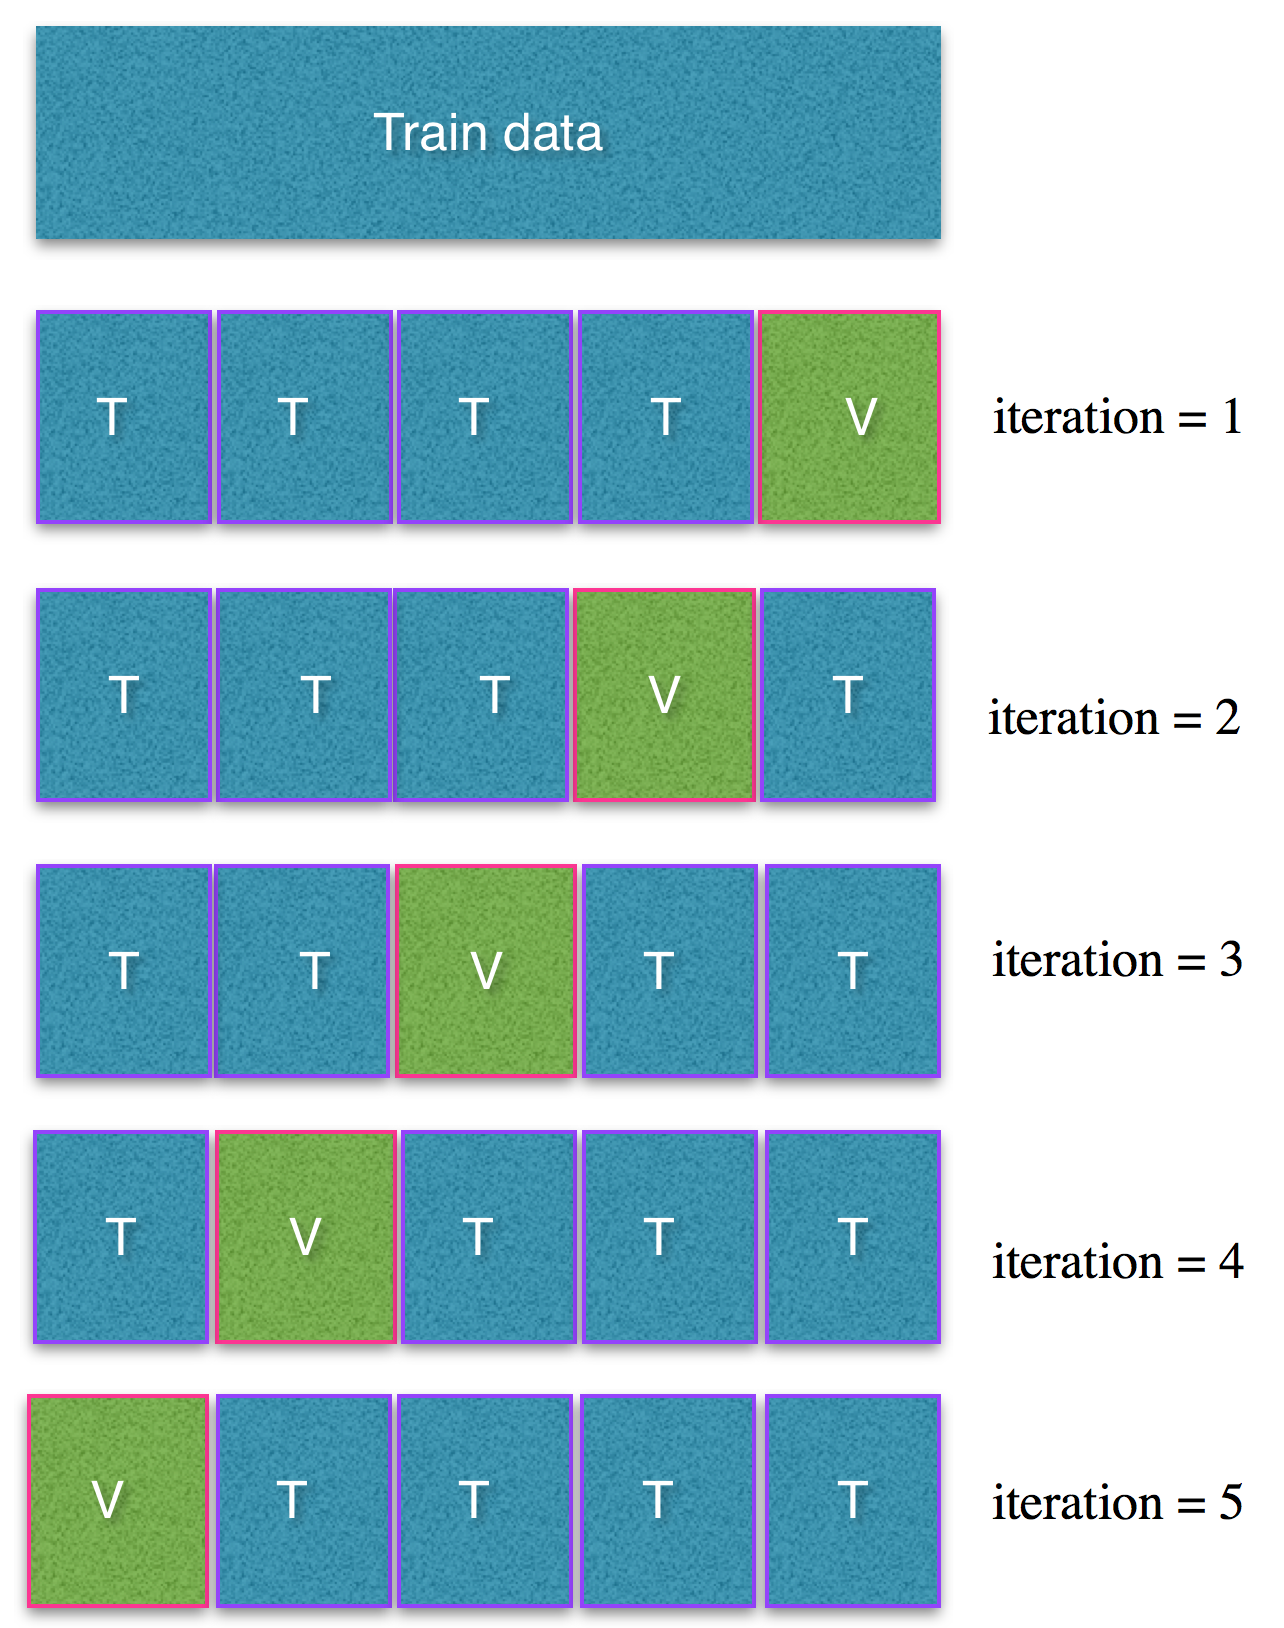 Train data
T T T T V iteration = 1
T T T V T iteration = 2
T T V T T iteration = 3
T V T T T iteration = 4
V T T T T iteration = 5